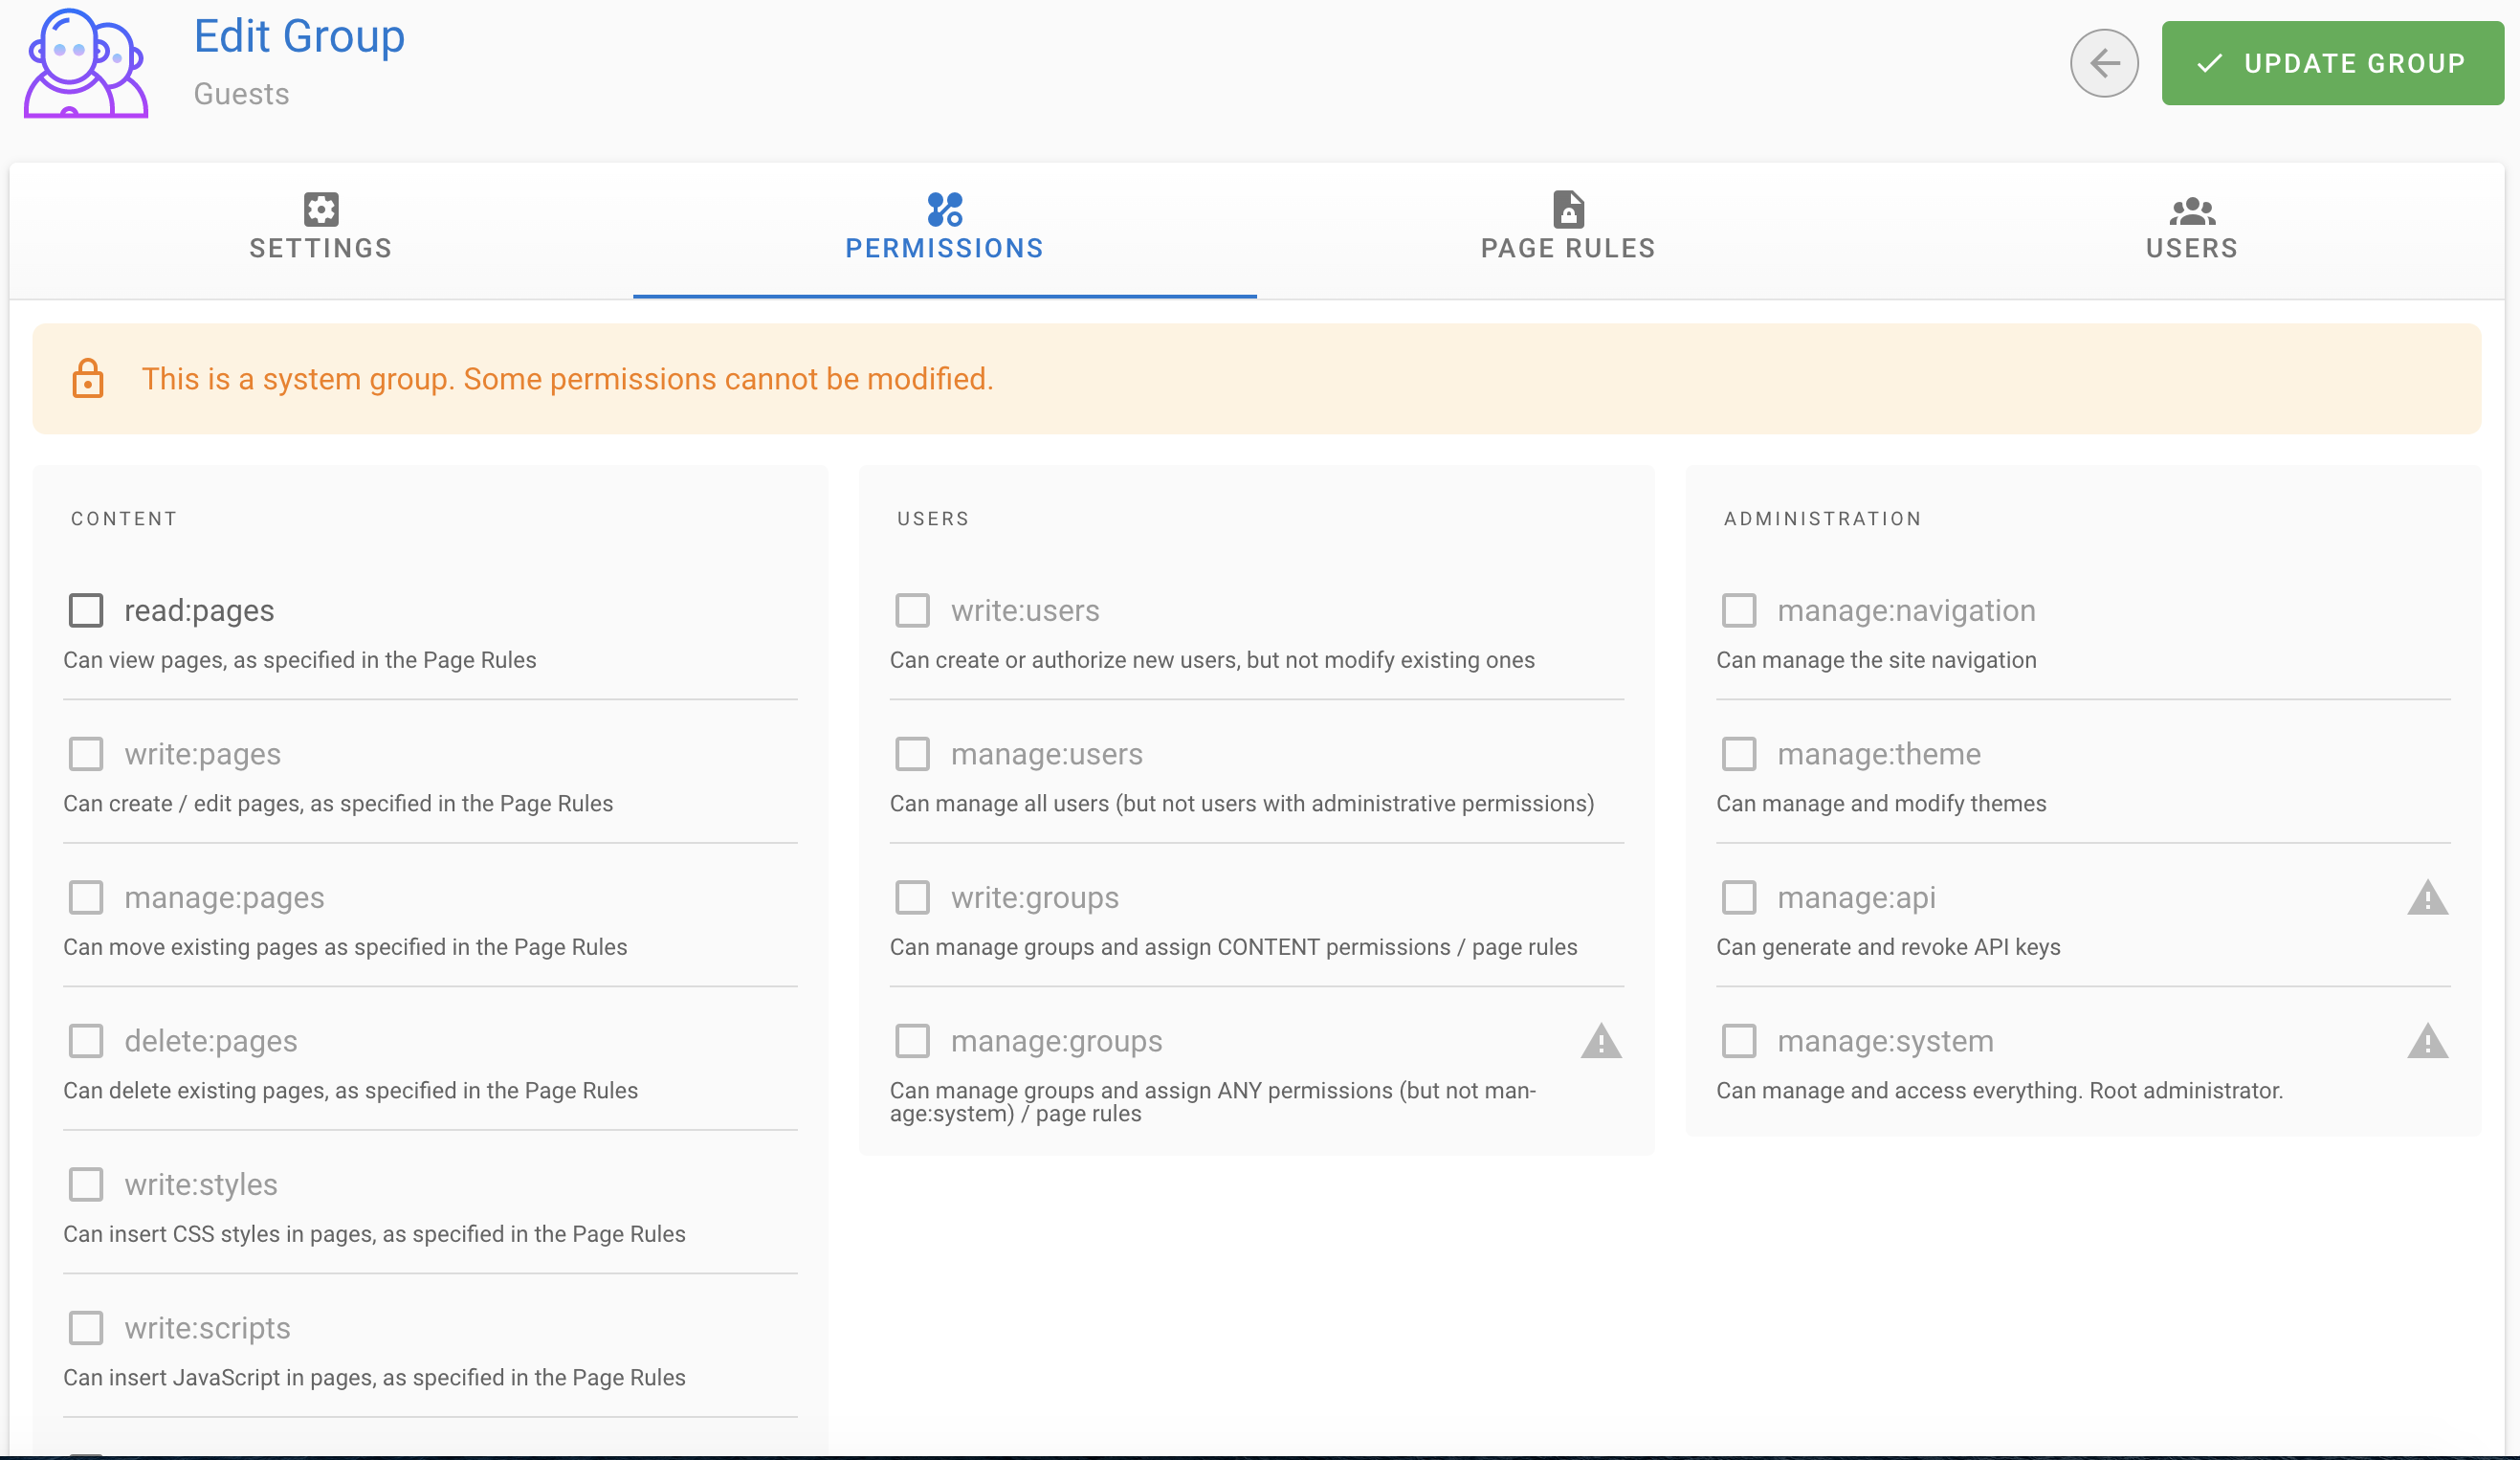 Edit Group
Guests
UPDATE GROUP
SETTINGS
PERMISSIONS
PAGE RULES
USERS
This is a system group. Some permissions cannot be modified.
CONTENT
read:pages
Can view pages, as specified in the Page Rules
write:pages
Can create / edit pages, as specified in the Page Rules
manage:pages
Can move existing pages as specified in the Page Rules
delete:pages
Can delete existing pages, as specified in the Page Rules
write:styles
Can insert CSS styles in pages, as specified in the Page Rules
write:scripts
Can insert JavaScript in pages, as specified in the Page Rules
USERS
write:users
Can create or authorize new users, but not modify existing ones
manage:users
Can manage all users (but not users with administrative permissions)
write:groups
Can manage groups and assign CONTENT permissions / page rules
manage:groups
Can manage groups and assign ANY permissions (but not man-
age:system) / page rules
ADMINISTRATION
manage:navigation
Can manage the site navigation
manage:theme
Can manage and modify themes
manage:api
Can generate and revoke API keys
manage:system
Can manage and access everything. Root administrator.